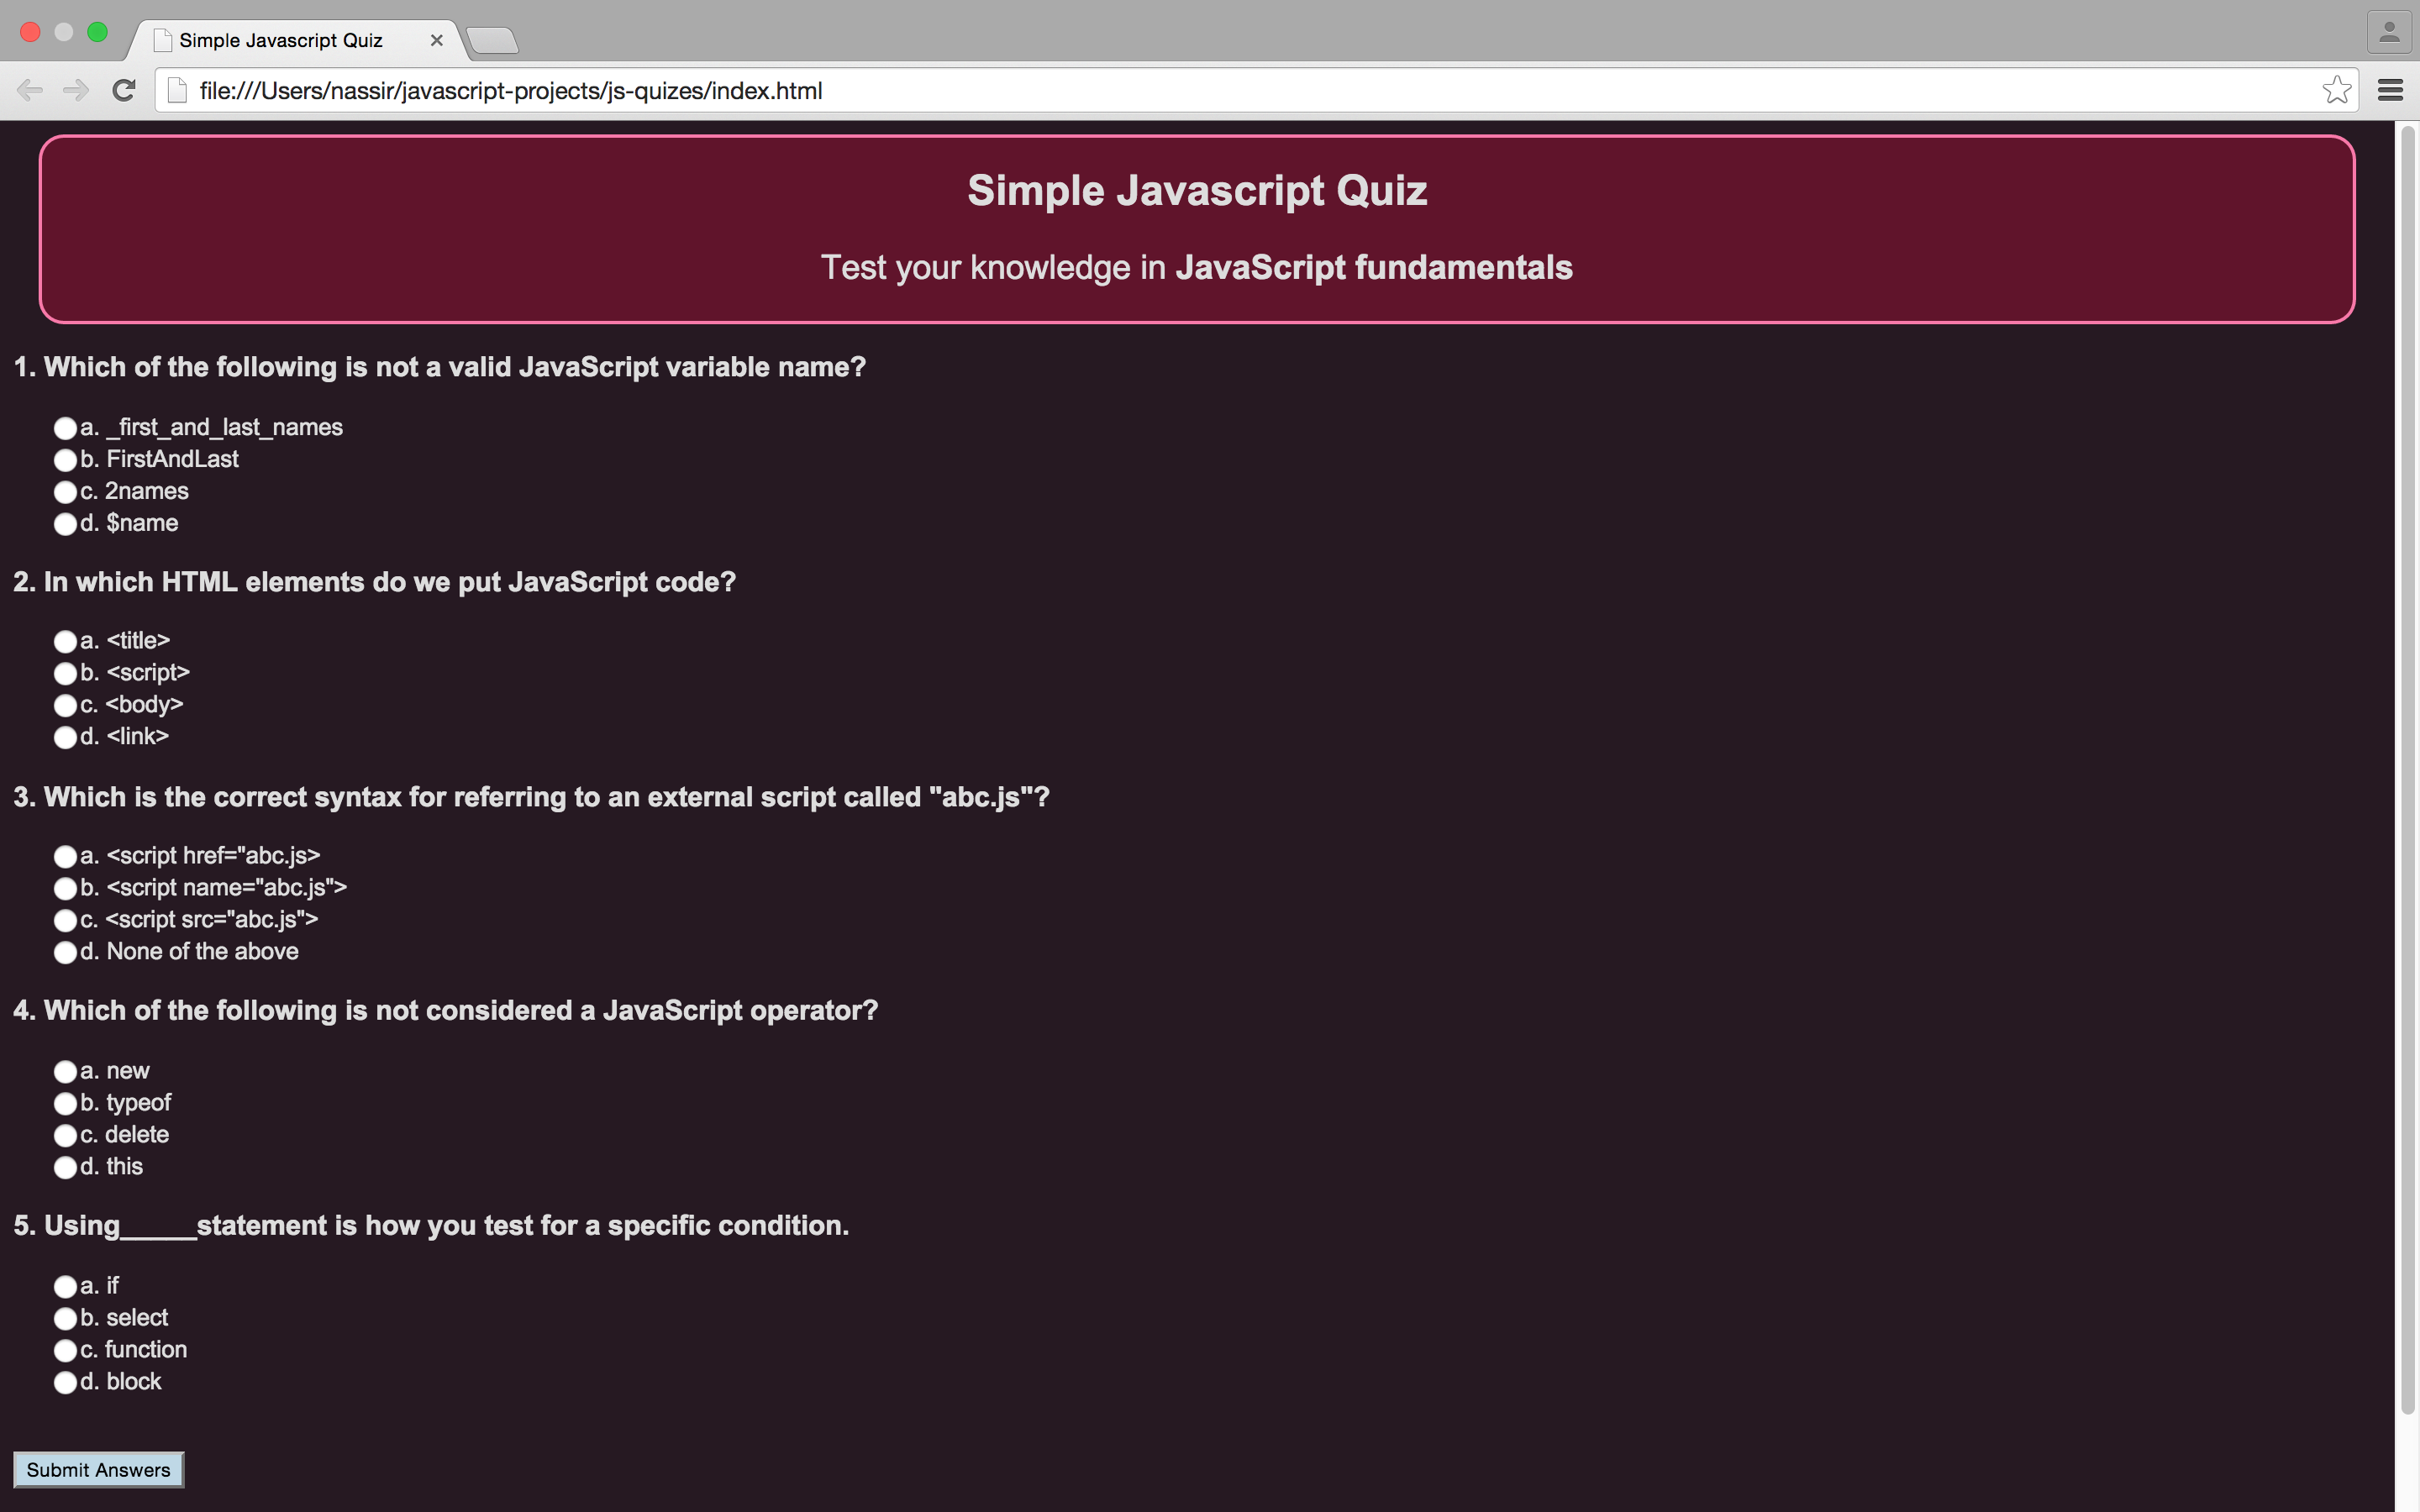 Simple Javascript Quiz
file:///Users/nassir/javascript-projects/js-quizes/index.html
Simple Javascript Quiz
Test your knowledge in JavaScript fundamentals
1. Which of the following is not a valid JavaScript variable name?
a. _first_and_last_names
b. FirstAndLast
c. 2names
d. $name
2. In which HTML elements do we put JavaScript code?
a. <title>
b. <script>
c. <body>
d. <link>
3. Which is the correct syntax for referring to an external script called "abc.js"?
a. <script href="abc.js>
b. <script name="abc.js">
c. <script src="abc.js">
d. None of the above
4. Which of the following is not considered a JavaScript operator?
a. new
b. typeof
c. delete
d. this
5. Using_____statement is how you test for a specific condition.
a. if
b. select
c. function
d. block
Submit Answers